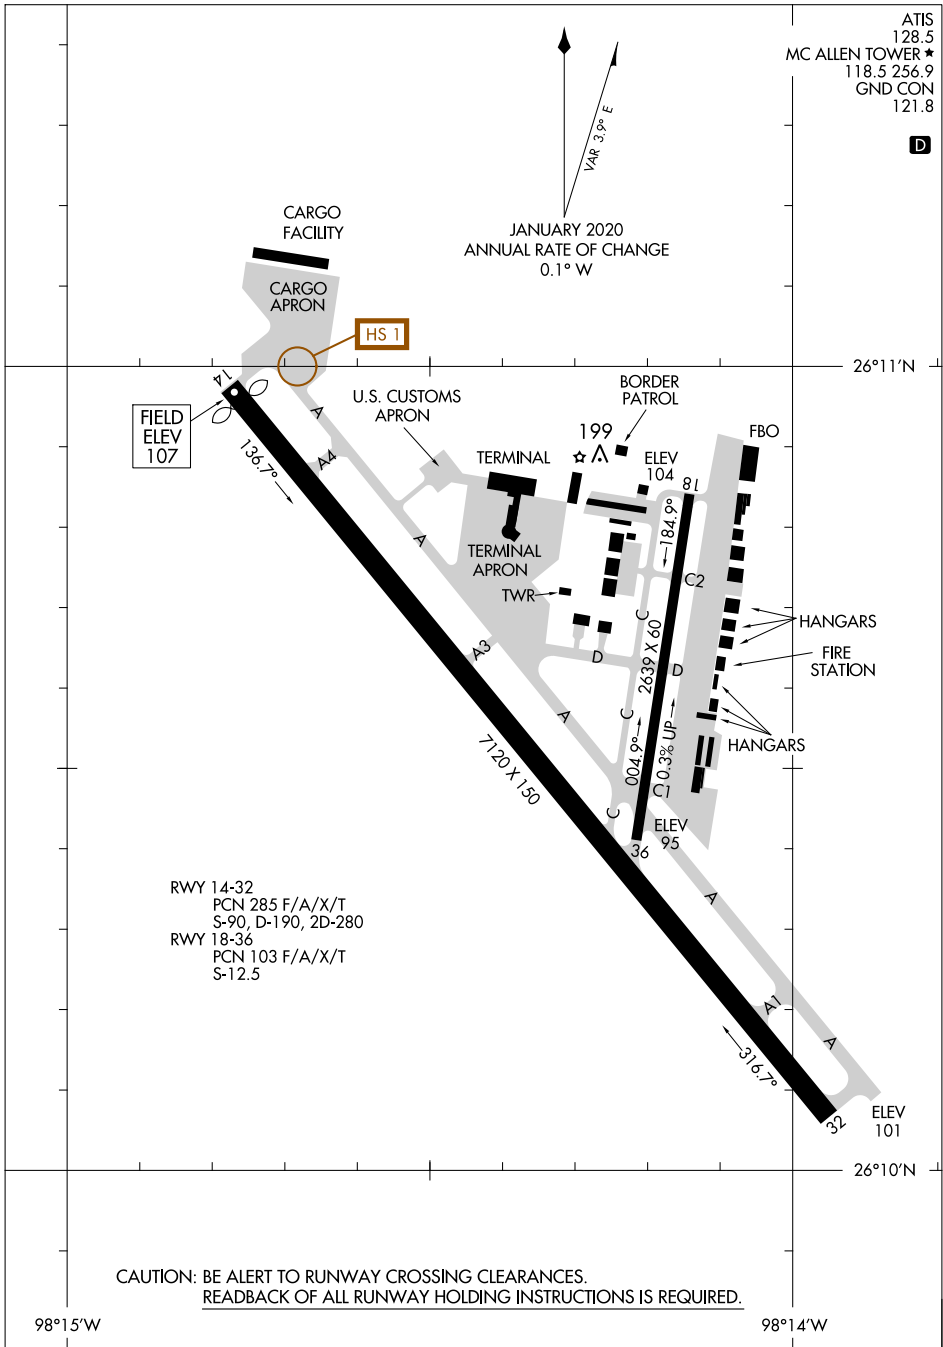 ATIS
128.5
MC ALLEN TOWER ★
118.5 256.9
GND CON
121.8
D
VAR 3.9° E
JANUARY 2020
ANNUAL RATE OF CHANGE
0.1° W
CARGO
FACILITY
CARGO
APRON
HS 1
26°11'N
14
FIELD
ELEV
107
136.7°
A
A4
U.S. CUSTOMS
APRON
BORDER
PATROL
199
TERMINAL
ELEV
104
FBO
18
184.9°
A
TERMINAL
APRON
TWR
C2
C
HANGARS
2639 X 60
FIRE
STATION
A3
D
D
A
C
HANGARS
004.9°
0.3% UP
7120 X 150
C1
C
ELEV
95
36
A
RWY 14-32
PCN 285 F/A/X/T
S-90, D-190, 2D-280
RWY 18-36
PCN 103 F/A/X/T
S-12.5
A1
A
316.7°
32
ELEV
101
26°10'N
CAUTION: BE ALERT TO RUNWAY CROSSING CLEARANCES.
READBACK OF ALL RUNWAY HOLDING INSTRUCTIONS IS REQUIRED.
98°15'W
98°14'W